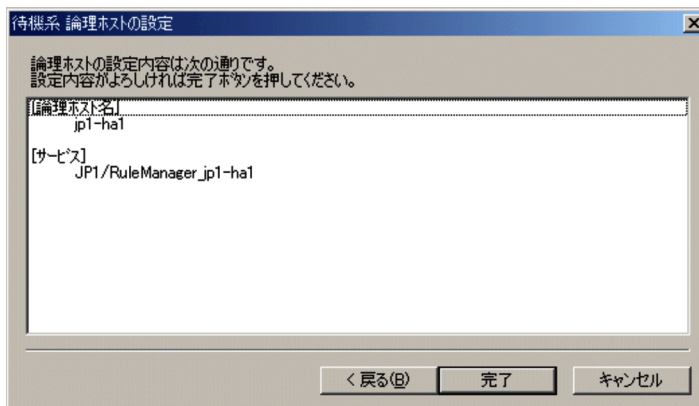 待機系 論理ホストの設定
論理ホストの設定内容は次の通りです。
設定内容がよろしければ完了ボタンを押してください。
[論理ホスト名]
jp1-ha1
[サービス]
JP1/RuleManager_jp1-ha1
< 戻る(B)
完了
キャンセル